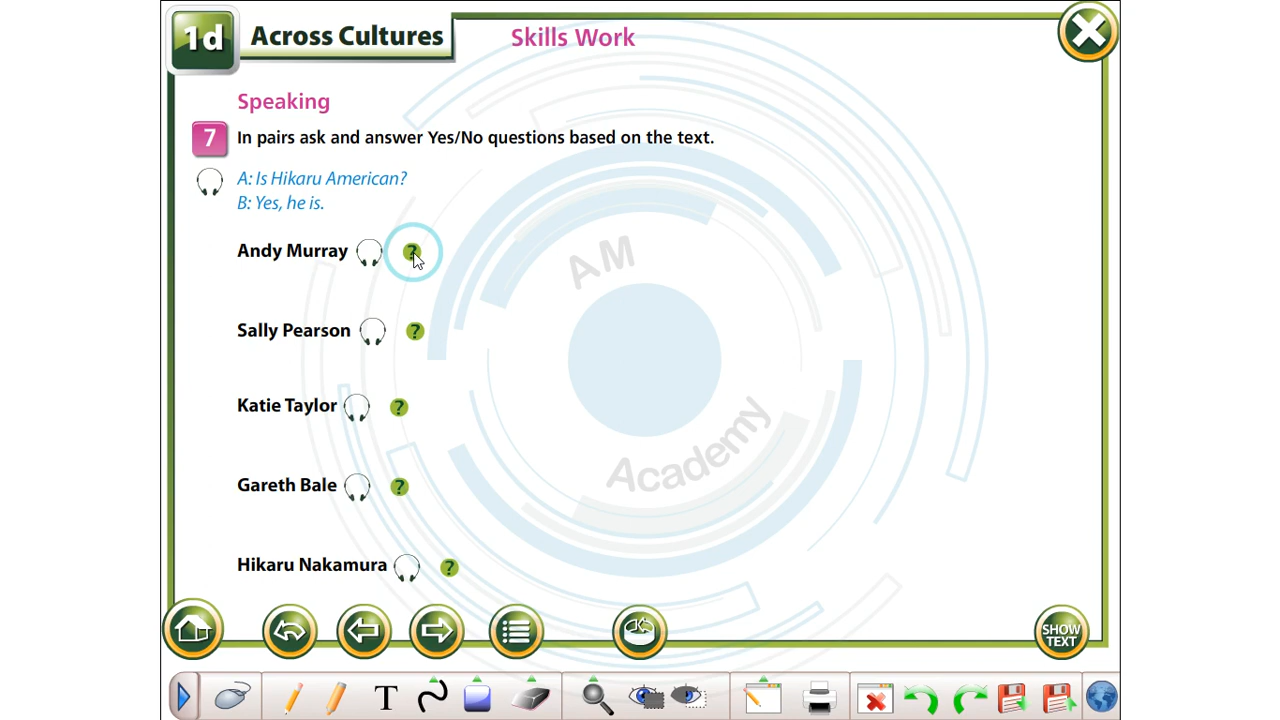 1d
Across Cultures
Skills Work
Speaking
7
In pairs ask and answer Yes/No questions based on the text.
A: Is Hikaru American?
B: Yes, he is.
Andy Murray ?
Sally Pearson ?
Katie Taylor ?
Gareth Bale ?
Hikaru Nakamura ?
AM
Academy
SHOW
TEXT
T